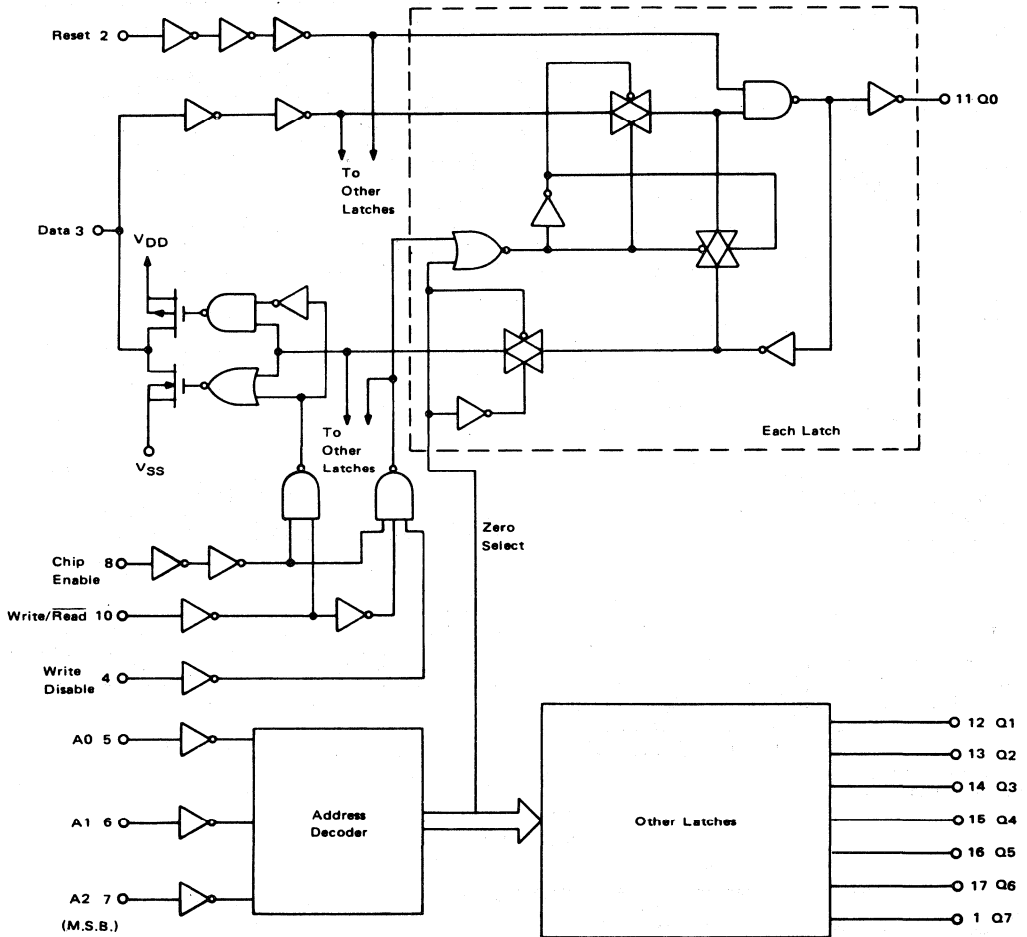 Reset 2
11 Q0
To
Other
Latches
Data 3
VDD
VSS
To
Other
Latches
Each Latch
Zero
Select
Chip
Enable
8
Write/R̅e̅a̅d̅ 10
Write
Disable
4
A0 5
A1 6
A2 7
(M.S.B.)
Address
Decoder
Other Latches
12 Q1
13 Q2
14 Q3
15 Q4
16 Q5
17 Q6
1 Q7